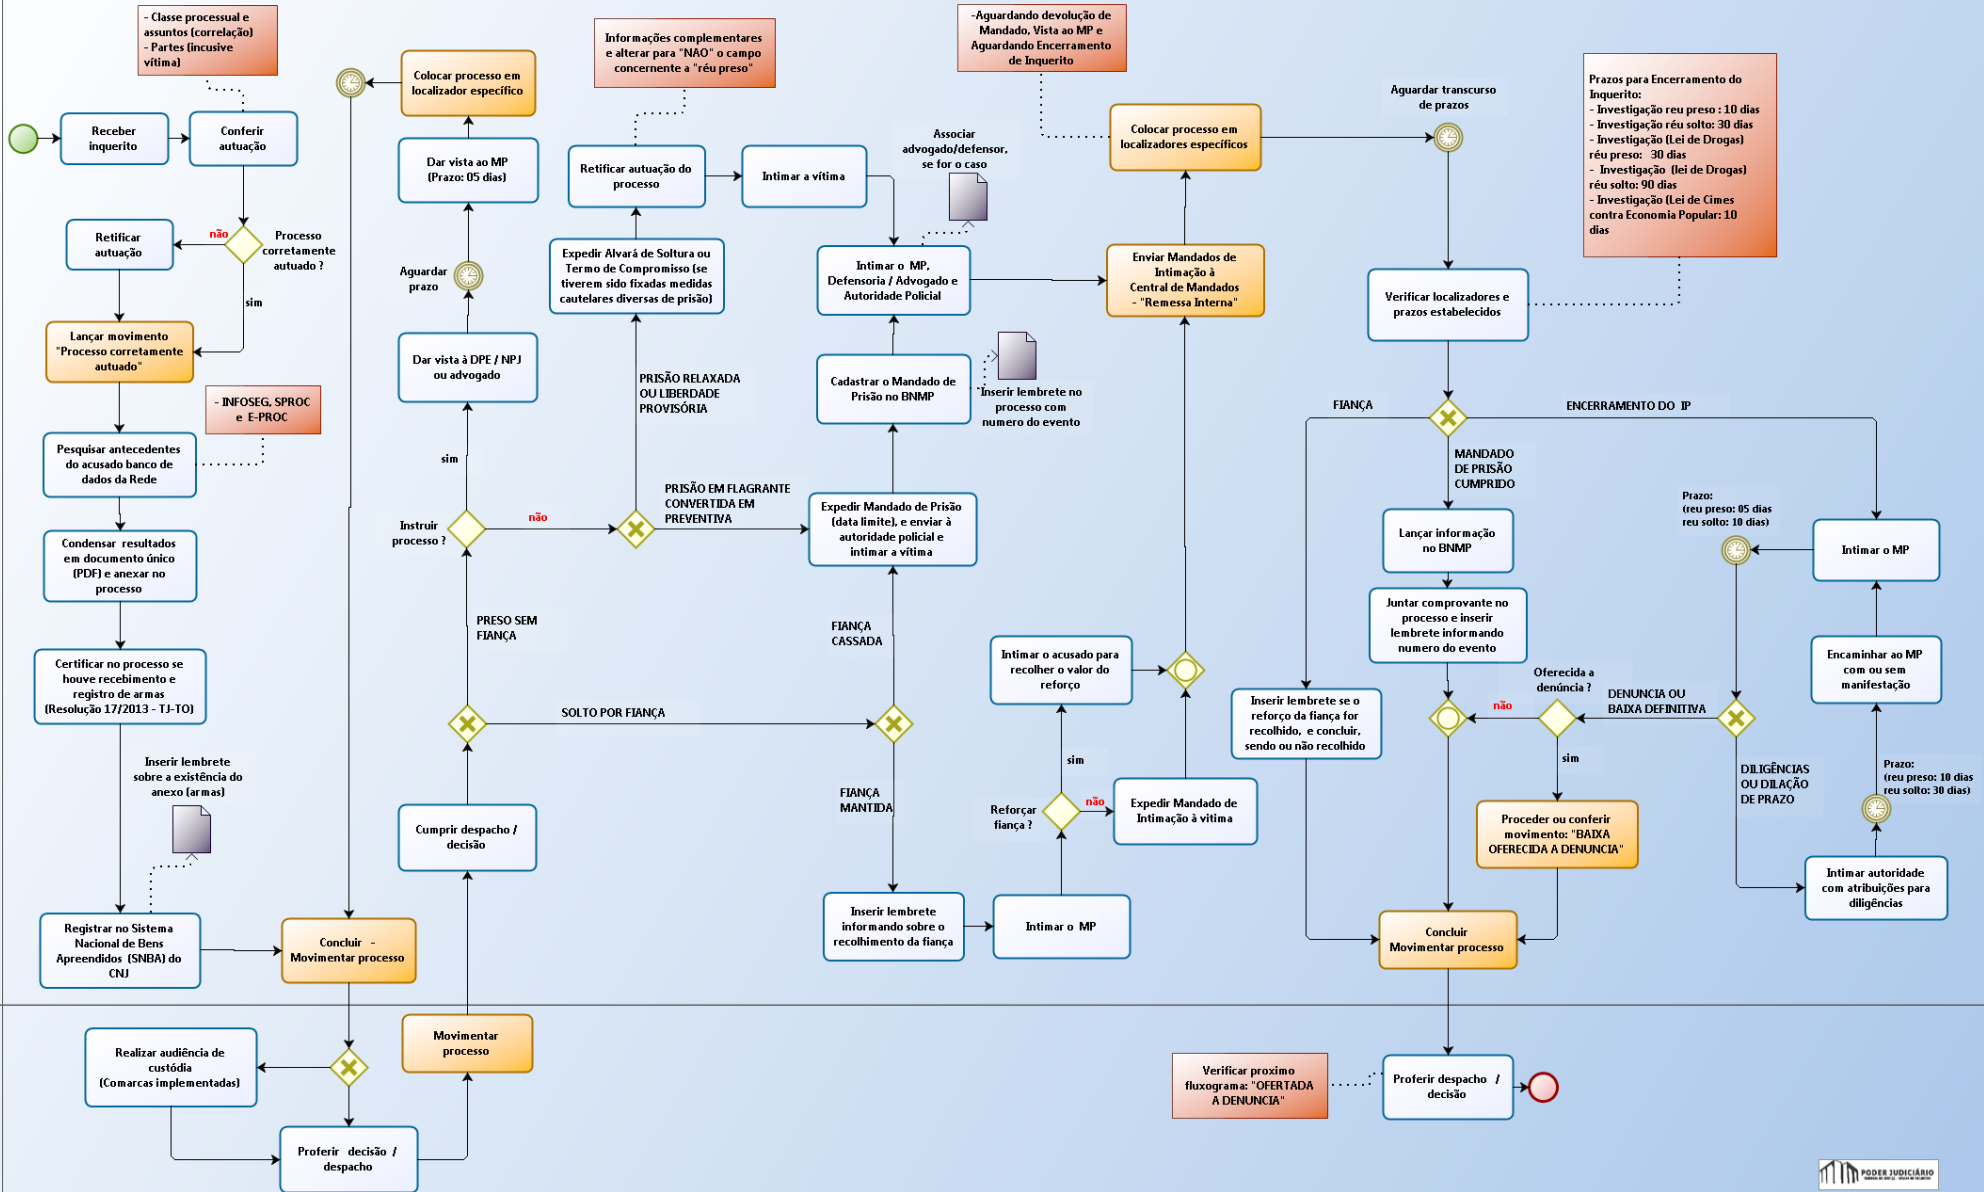 - Classe processual e
assuntos (correlação)
- Partes (incusive
vítima)
Receber
inquerito
Conferir
autuação
Retificar
autuação
não
Processo
corretamente
autuado ?
sim
Lançar movimento
"Processo corretamente
autuado"
- INFOSEG, SPROC
e E-PROC
Pesquisar antecedentes
do acusado banco de
dados da Rede
Condensar resultados
em documento único
(PDF) e anexar no
processo
Certificar no processo se
houve recebimento e
registro de armas
(Resolução 17/2013 - TJ-TO)
Inserir lembrete
sobre a existência do
anexo (armas)
Registrar no Sistema
Nacional de Bens
Apreendidos (SNBA) do
CNJ
Concluir -
Movimentar processo
Realizar audiência de
custódia
(Comarcas implementadas)
Proferir decisão /
despacho
Movimentar
processo
Cumprir despacho /
decisão
PRESO SEM
FIANÇA
SOLTO POR FIANÇA
Instruir
processo ?
sim
não
Dar vista à DPE / NPJ
ou advogado
Aguardar
prazo
Dar vista ao MP
(Prazo: 05 dias)
Colocar processo em
localizador específico
Informações complementares
e alterar para "NAO" o campo
concernente a "réu preso"
Retificar autuação do
processo
Intimar a vítima
Expedir Alvará de Soltura ou
Termo de Compromisso (se
tiverem sido fixadas medidas
cautelares diversas de prisão)
PRISÃO RELAXADA
OU LIBERDADE
PROVISÓRIA
PRISÃO EM FLAGRANTE
CONVERTIDA EM
PREVENTIVA
Expedir Mandado de Prisão
(data limite), e enviar à
autoridade policial e
intimar a vítima
Cadastrar o Mandado de
Prisão no BNMP
Inserir lembrete no
processo com
numero do evento
Associar
advogado/defensor,
se for o caso
Intimar o MP,
Defensoria / Advogado e
Autoridade Policial
FIANÇA
CASSADA
FIANÇA
MANTIDA
Inserir lembrete
informando sobre o
recolhimento da fiança
Intimar o MP
Reforçar
fiança ?
sim
não
Intimar o acusado para
recolher o valor do
reforço
Expedir Mandado de
Intimação à vitima
Enviar Mandados de
Intimação à
Central de Mandados
- "Remessa Interna"
-Aguardando devolução de
Mandado, Vista ao MP e
Aguardando Encerramento
de Inquerito
Colocar processo em
localizadores específicos
Aguardar transcurso
de prazos
Prazos para Encerramento do
Inquerito:
- Investigação reu preso : 10 dias
- Investigação réu solto: 30 dias
- Investigação (Lei de Drogas)
réu preso: 30 dias
- Investigação (lei de Drogas)
réu solto: 90 dias
- Investigação (Lei de Cimes
contra Economia Popular: 10
dias
Verificar localizadores e
prazos estabelecidos
FIANÇA
ENCERRAMENTO DO IP
MANDADO
DE PRISÃO
CUMPRIDO
Lançar informação
no BNMP
Juntar comprovante no
processo e inserir
lembrete informando
numero do evento
Inserir lembrete se o
reforço da fiança for
recolhido, e concluir,
sendo ou não recolhido
Oferecida a
denúncia ?
não
sim
DENUNCIA OU
BAIXA DEFINITIVA
Proceder ou conferir
movimento: "BAIXA
OFERECIDA A DENUNCIA"
Prazo:
(reu preso: 05 dias
reu solto: 10 dias)
Intimar o MP
Encaminhar ao MP
com ou sem
manifestação
DILIGÊNCIAS
OU DILAÇÃO
DE PRAZO
Prazo:
(reu preso: 10 dias
reu solto: 30 dias)
Intimar autoridade
com atribuições para
diligências
Concluir
Movimentar processo
Verificar proximo
fluxograma: "OFERTADA
A DENUNCIA"
Proferir despacho /
decisão
PODER JUDICIÁRIO